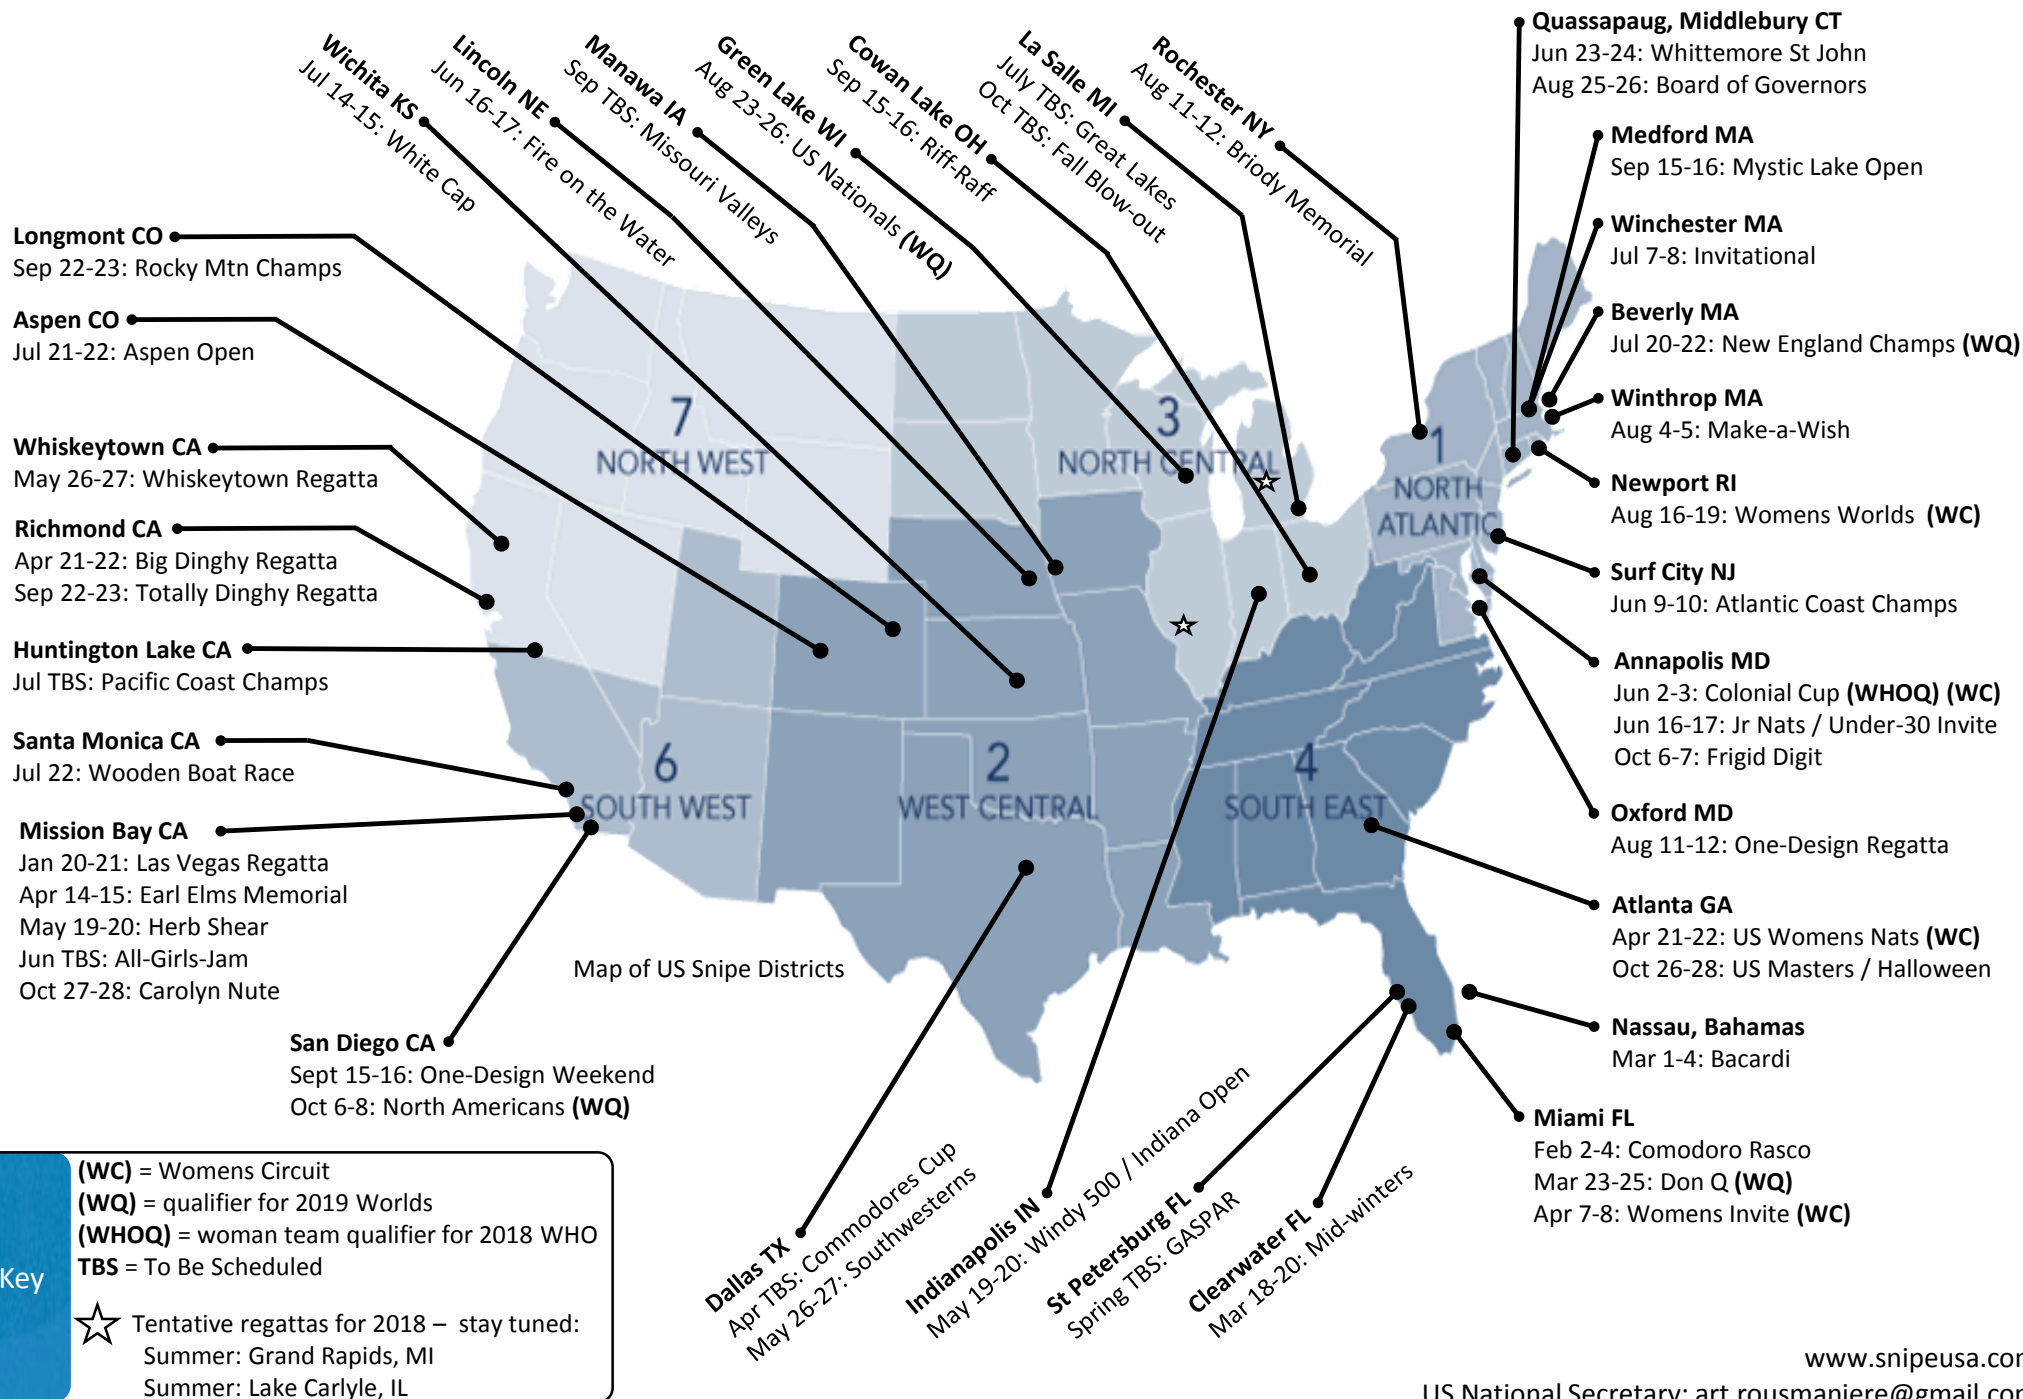 Wichita KS
Jul 14-15: White Cap
Lincoln NE
Jun 16-17: Fire on the Water
Manawa IA
Sep TBS: Missouri Valleys
Green Lake WI
Aug 23-26: US Nationals (WQ)
Cowan Lake OH
Sep 15-16: Riff-Raff
La Salle MI
July TBS: Great Lakes
Oct TBS: Fall Blow-out
Rochester NY
Aug 11-12: Briody Memorial
Quassapaug, Middlebury CT
Jun 23-24: Whittemore St John
Aug 25-26: Board of Governors
Medford MA
Sep 15-16: Mystic Lake Open
Winchester MA
Jul 7-8: Invitational
Beverly MA
Jul 20-22: New England Champs (WQ)
Winthrop MA
Aug 4-5: Make-a-Wish
Newport RI
Aug 16-19: Womens Worlds (WC)
Surf City NJ
Jun 9-10: Atlantic Coast Champs
Annapolis MD
Jun 2-3: Colonial Cup (WHOQ) (WC)
Jun 16-17: Jr Nats / Under-30 Invite
Oct 6-7: Frigid Digit
Oxford MD
Aug 11-12: One-Design Regatta
Atlanta GA
Apr 21-22: US Womens Nats (WC)
Oct 26-28: US Masters / Halloween
Nassau, Bahamas
Mar 1-4: Bacardi
Miami FL
Feb 2-4: Comodoro Rasco
Mar 23-25: Don Q (WQ)
Apr 7-8: Womens Invite (WC)
Longmont CO
Sep 22-23: Rocky Mtn Champs
Aspen CO
Jul 21-22: Aspen Open
Whiskeytown CA
May 26-27: Whiskeytown Regatta
Richmond CA
Apr 21-22: Big Dinghy Regatta
Sep 22-23: Totally Dinghy Regatta
Huntington Lake CA
Jul TBS: Pacific Coast Champs
Santa Monica CA
Jul 22: Wooden Boat Race
Mission Bay CA
Jan 20-21: Las Vegas Regatta
Apr 14-15: Earl Elms Memorial
May 19-20: Herb Shear
Jun TBS: All-Girls-Jam
Oct 27-28: Carolyn Nute
San Diego CA
Sept 15-16: One-Design Weekend
Oct 6-8: North Americans (WQ)
7
NORTH WEST
3
NORTH CENTRAL
1
NORTH
ATLANTIC
6
SOUTH WEST
2
WEST CENTRAL
4
SOUTH EAST
Map of US Snipe Districts
Dallas TX
Apr TBS: Commodores Cup
May 26-27: Southwesterns
Indianapolis IN
May 19-20: Windy 500 / Indiana Open
St Petersburg FL
Spring TBS: GASPAR
Clearwater FL
Mar 18-20: Mid-winters
Key
(WC) = Womens Circuit
(WQ) = qualifier for 2019 Worlds
(WHOQ) = woman team qualifier for 2018 WHO
TBS = To Be Scheduled
Tentative regattas for 2018 – stay tuned:
Summer: Grand Rapids, MI
Summer: Lake Carlyle, IL
www.snipeusa.com
US National Secretary: art.rousmaniere@gmail.com